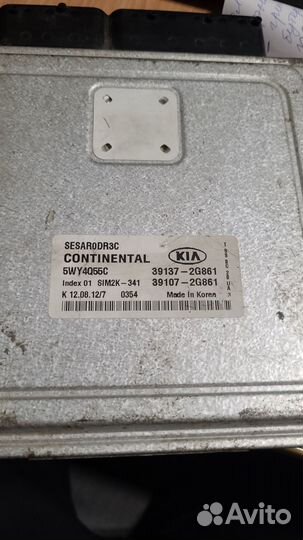 SESAR0DR3C
CONTINENTAL KIA
5WY4Q55C 39137-2G861
Index 01 SIM2K-341 39107-2G861
K 12.08.12/7 0354 Made in Korea
Avito